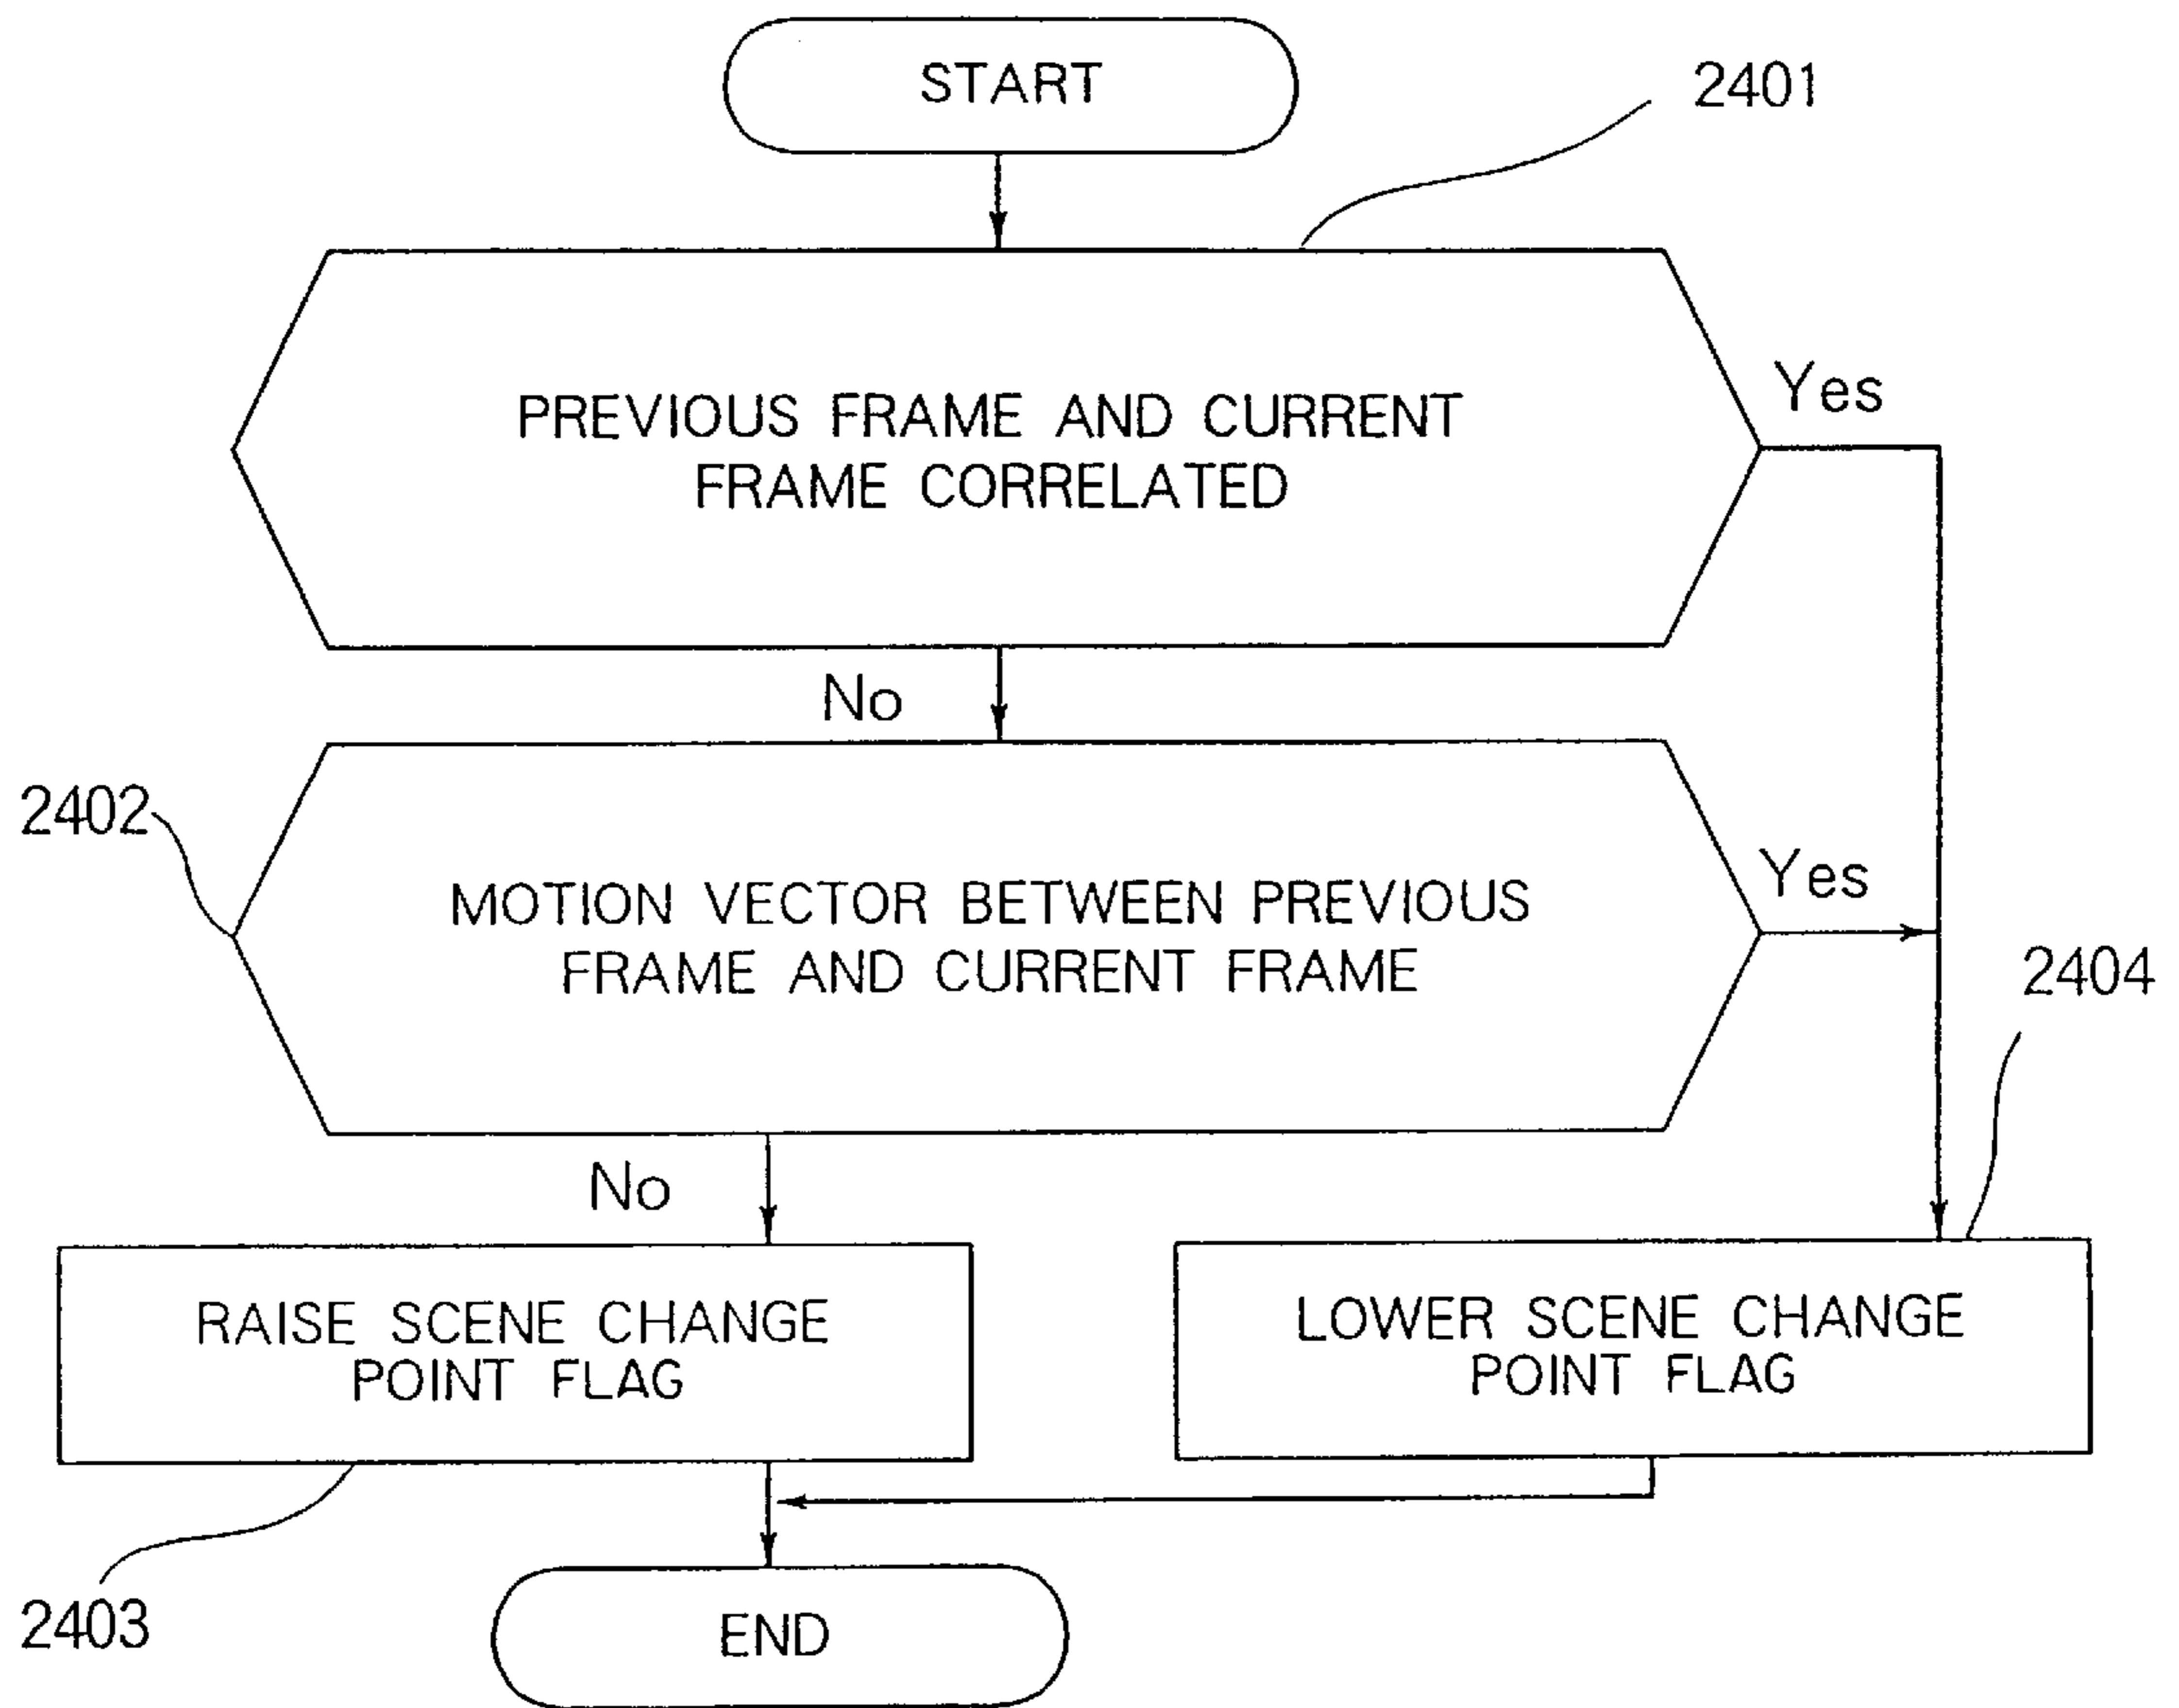 START
2401
PREVIOUS FRAME AND CURRENT
FRAME CORRELATED
Yes
No
2402
MOTION VECTOR BETWEEN PREVIOUS
FRAME AND CURRENT FRAME
Yes
2404
No
RAISE SCENE CHANGE
POINT FLAG
LOWER SCENE CHANGE
POINT FLAG
2403
END